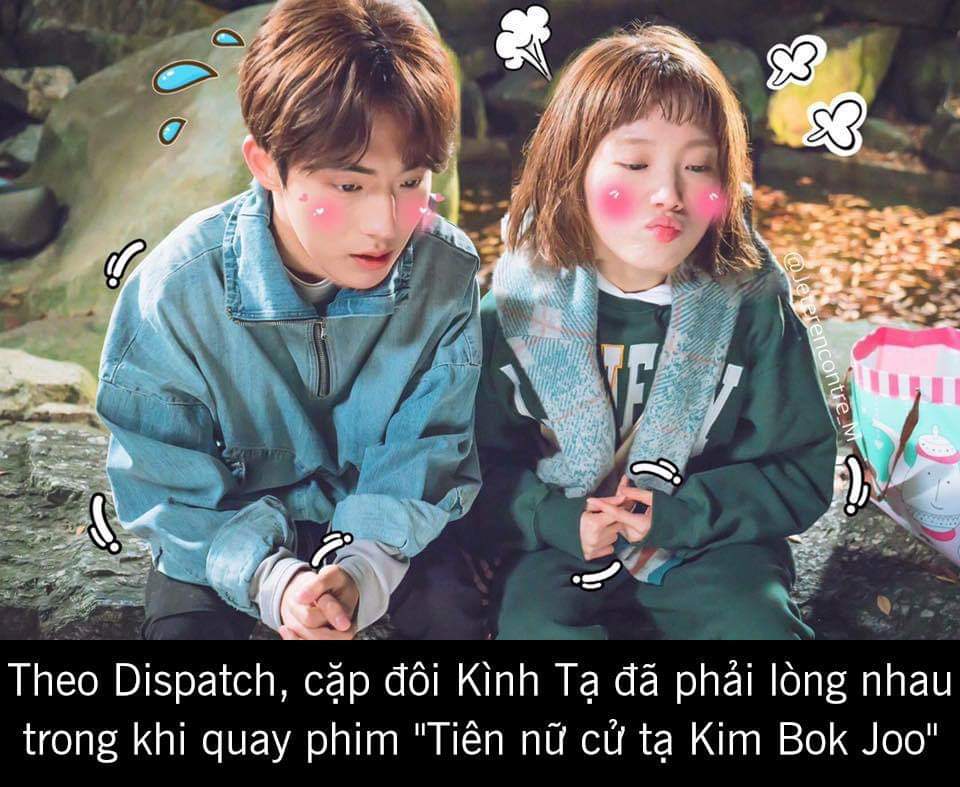 @eterencontre_M
Theo Dispatch, cặp đôi Kình Tạ đã phải lòng nhau
trong khi quay phim "Tiên nữ cử tạ Kim Bok Joo"